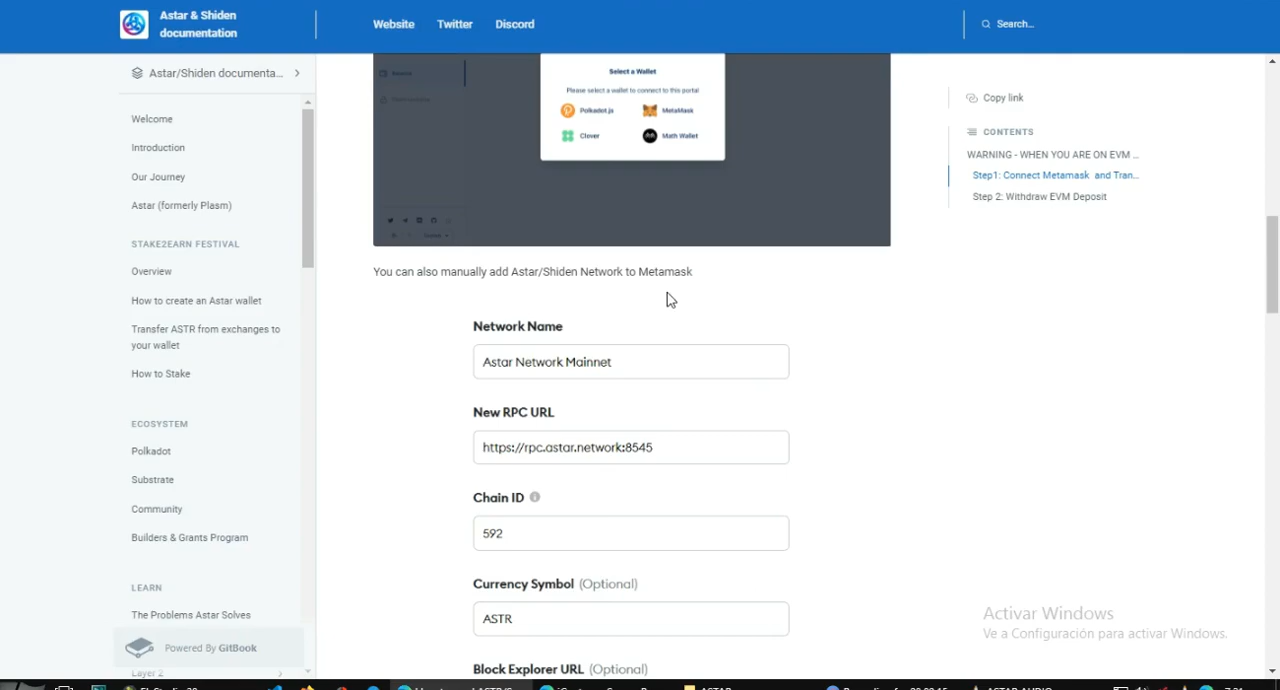 Astar & Shiden
documentation
Website
Twitter
Discord
Search...
Astar/Shiden documenta...
Welcome
Introduction
Our Journey
Astar (formerly Plasm)
STAKE2EARN FESTIVAL
Overview
How to create an Astar wallet
Transfer ASTR from exchanges to
your wallet
How to Stake
ECOSYSTEM
Polkadot
Substrate
Community
Builders & Grants Program
LEARN
The Problems Astar Solves
Layer 2
Powered By GitBook
Select a Wallet
Please select a wallet to connect to this portal
Polkadot.js
MetaMask
Clover
Math Wallet
You can also manually add Astar/Shiden Network to Metamask
Network Name
Astar Network Mainnet
New RPC URL
https://rpc.astar.network:8545
Chain ID
592
Currency Symbol (Optional)
ASTR
Block Explorer URL (Optional)
Copy link
CONTENTS
WARNING - WHEN YOU ARE ON EVM ...
Step1: Connect Metamask and Tran...
Step 2: Withdraw EVM Deposit
Activar Windows
Ve a Configuración para activar Windows.